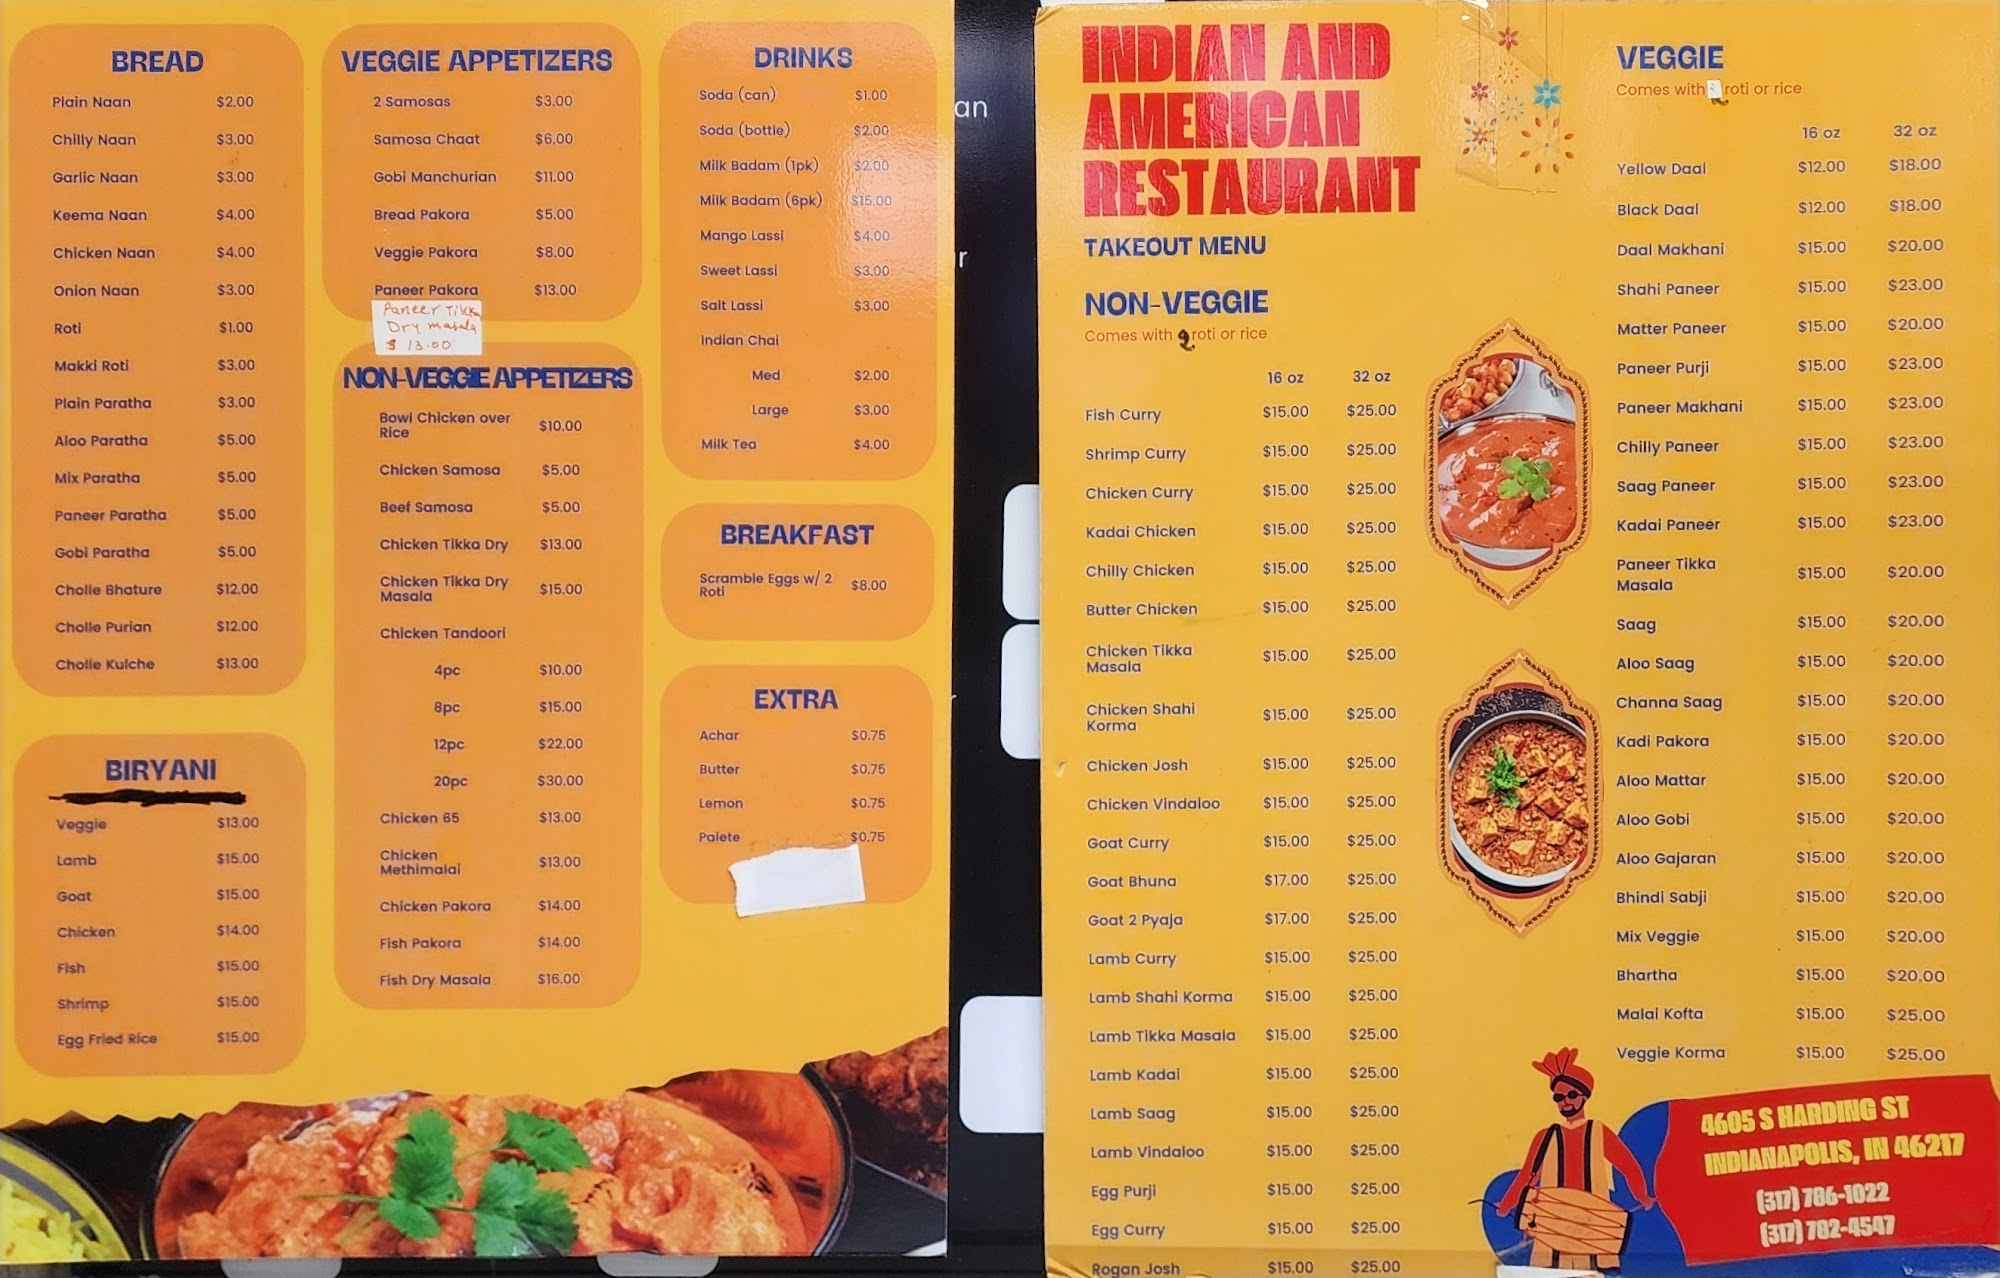 BREAD
Plain Naan $2.00
Chilly Naan $3.00
Garlic Naan $3.00
Keema Naan $4.00
Chicken Naan $4.00
Onion Naan $3.00
Roti $1.00
Makki Roti $3.00
Plain Paratha $3.00
Aloo Paratha $5.00
Mix Paratha $5.00
Paneer Paratha $5.00
Gobi Paratha $5.00
Cholle Bhature $12.00
Cholle Purian $12.00
Cholle Kulche $13.00
BIRYANI
Veggie $13.00
Lamb $15.00
Goat $15.00
Chicken $14.00
Fish $15.00
Shrimp $15.00
Egg Fried Rice $15.00
VEGGIE APPETIZERS
2 Samosas $3.00
Samosa Chaat $6.00
Gobi Manchurian $11.00
Bread Pakora $5.00
Veggie Pakora $8.00
Paneer Pakora $13.00
Paneer Tikka
Dry masala
$ 13.00
NON-VEGGIE APPETIZERS
Bowl Chicken over
Rice $10.00
Chicken Samosa $5.00
Beef Samosa $5.00
Chicken Tikka Dry $13.00
Chicken Tikka Dry
Masala $15.00
Chicken Tandoori
4pc $10.00
8pc $15.00
12pc $22.00
20pc $30.00
Chicken 65 $13.00
Chicken
Methimalai $13.00
Chicken Pakora $14.00
Fish Pakora $14.00
Fish Dry Masala $16.00
DRINKS
Soda (can) $1.00
Soda (bottle) $2.00
Milk Badam (1pk) $2.00
Milk Badam (6pk) $15.00
Mango Lassi $4.00
Sweet Lassi $3.00
Salt Lassi $3.00
Indian Chai
Med $2.00
Large $3.00
Milk Tea $4.00
BREAKFAST
Scramble Eggs w/ 2
Roti $8.00
EXTRA
Achar $0.75
Butter $0.75
Lemon $0.75
Palete $0.75
an
r
INDIAN AND
AMERICAN
RESTAURANT
TAKEOUT MENU
NON-VEGGIE
Comes with 2 roti or rice
16 oz 32 oz
Fish Curry $15.00 $25.00
Shrimp Curry $15.00 $25.00
Chicken Curry $15.00 $25.00
Kadai Chicken $15.00 $25.00
Chilly Chicken $15.00 $25.00
Butter Chicken $15.00 $25.00
Chicken Tikka
Masala $15.00 $25.00
Chicken Shahi
Korma $15.00 $25.00
Chicken Josh $15.00 $25.00
Chicken Vindaloo $15.00 $25.00
Goat Curry $15.00 $25.00
Goat Bhuna $17.00 $25.00
Goat 2 Pyaja $17.00 $25.00
Lamb Curry $15.00 $25.00
Lamb Shahi Korma $15.00 $25.00
Lamb Tikka Masala $15.00 $25.00
Lamb Kadai $15.00 $25.00
Lamb Saag $15.00 $25.00
Lamb Vindaloo $15.00 $25.00
Egg Purji $15.00 $25.00
Egg Curry $15.00 $25.00
Rogan Josh $15.00 $25.00
VEGGIE
Comes with roti or rice
16 oz 32 oz
Yellow Daal $12.00 $18.00
Black Daal $12.00 $18.00
Daal Makhani $15.00 $20.00
Shahi Paneer $15.00 $23.00
Matter Paneer $15.00 $20.00
Paneer Purji $15.00 $23.00
Paneer Makhani $15.00 $23.00
Chilly Paneer $15.00 $23.00
Saag Paneer $15.00 $23.00
Kadai Paneer $15.00 $23.00
Paneer Tikka
Masala $15.00 $20.00
Saag $15.00 $20.00
Aloo Saag $15.00 $20.00
Channa Saag $15.00 $20.00
Kadi Pakora $15.00 $20.00
Aloo Mattar $15.00 $20.00
Aloo Gobi $15.00 $20.00
Aloo Gajaran $15.00 $20.00
Bhindi Sabji $15.00 $20.00
Mix Veggie $15.00 $20.00
Bhartha $15.00 $20.00
Malai Kofta $15.00 $25.00
Veggie Korma $15.00 $25.00
4605 S HARDING ST
INDIANAPOLIS, IN 46217
(317) 786-1022
(317) 782-4547